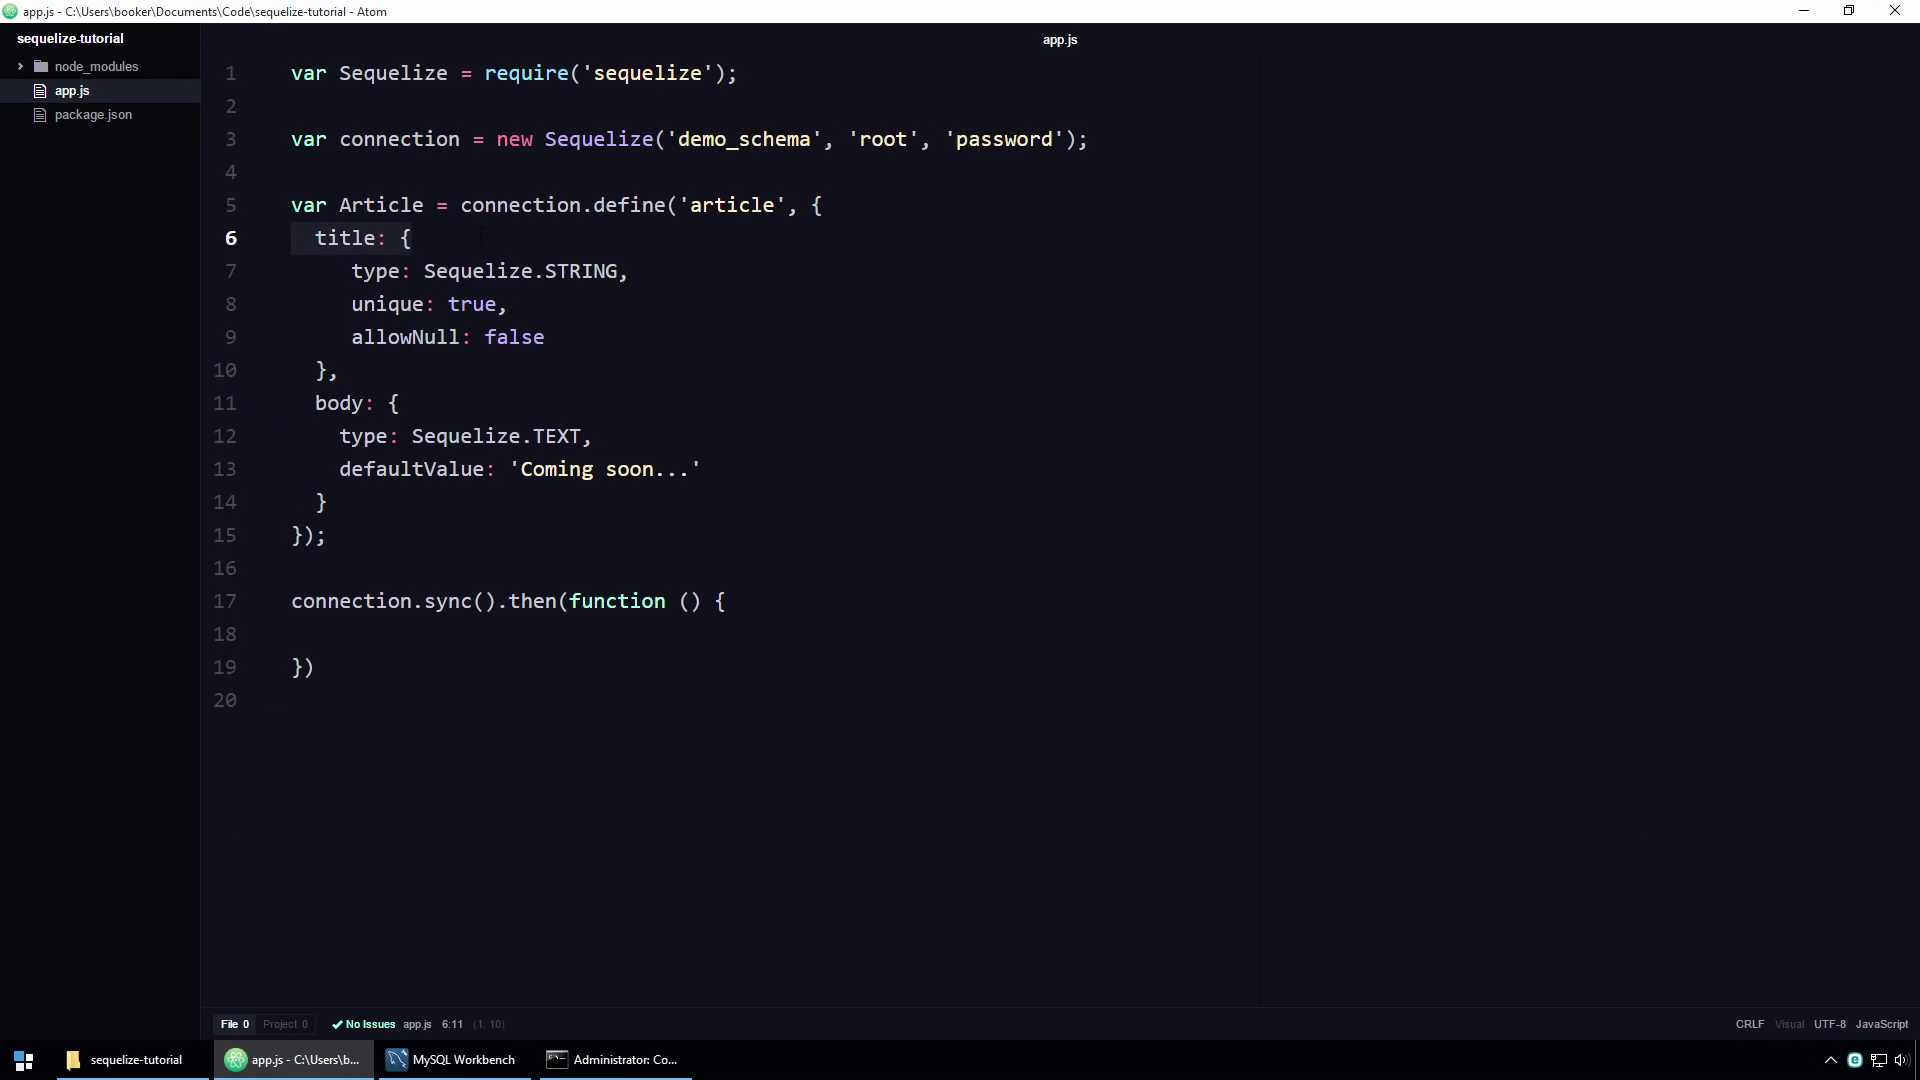 app.js - C:\Users\booker\Documents\Code\sequelize-tutorial - Atom
sequelize-tutorial
node_modules
app.js
package.json
app.js
1 var Sequelize = require('sequelize');
2
3 var connection = new Sequelize('demo_schema', 'root', 'password');
4
5 var Article = connection.define('article', {
6   title: {
7      type: Sequelize.STRING,
8      unique: true,
9      allowNull: false
10   },
11   body: {
12     type: Sequelize.TEXT,
13     defaultValue: 'Coming soon...'
14   }
15 });
16
17 connection.sync().then(function () {
18
19 })
20
File 0 Project 0 No Issues app.js 6:11 (1, 10) CRLF Visual UTF-8 JavaScript
sequelize-tutorial app.js - C:\Users\b... MySQL Workbench Administrator: Co...